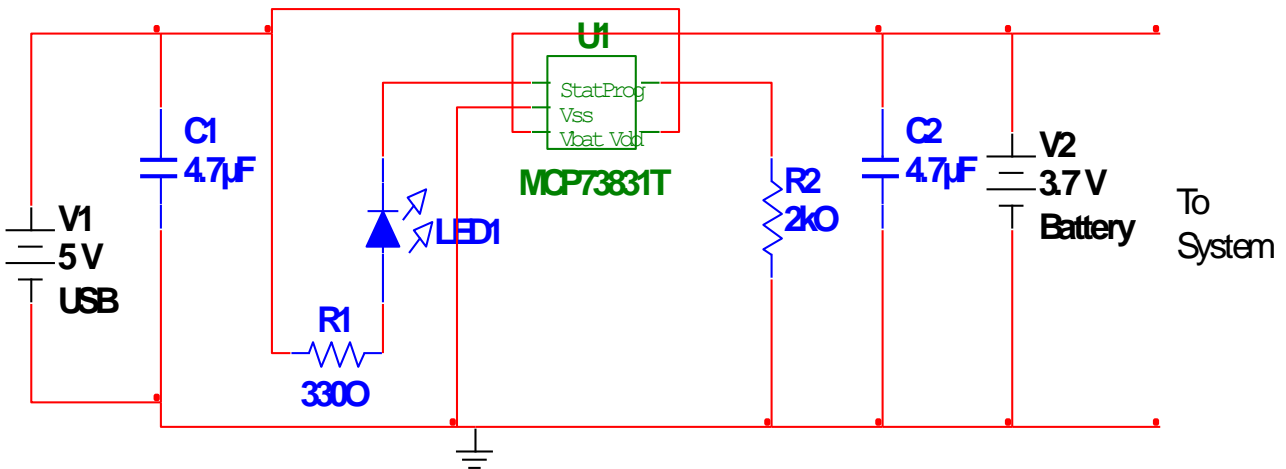 U1
StatProg
Vss
Vbat Vdd
MCP73831T
C1
4.7µF
V1
5 V
USB
LED1
R1
330O
R2
2kO
C2
4.7µF
V2
3.7 V
Battery
To
System